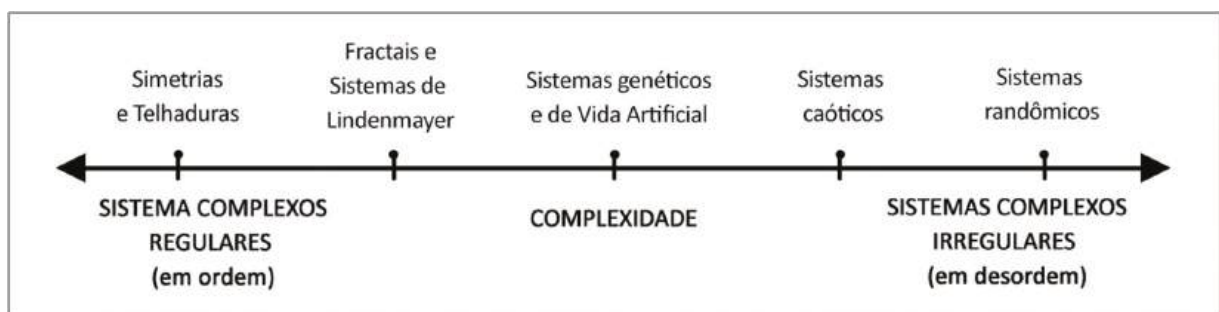 Simetrias
e Telhaduras
Fractais e
Sistemas de
Lindenmayer
Sistemas genéticos
e de Vida Artificial
Sistemas
caóticos
Sistemas
randômicos
SISTEMA COMPLEXOS
REGULARES
(em ordem)
COMPLEXIDADE
SISTEMAS COMPLEXOS
IRREGULARES
(em desordem)